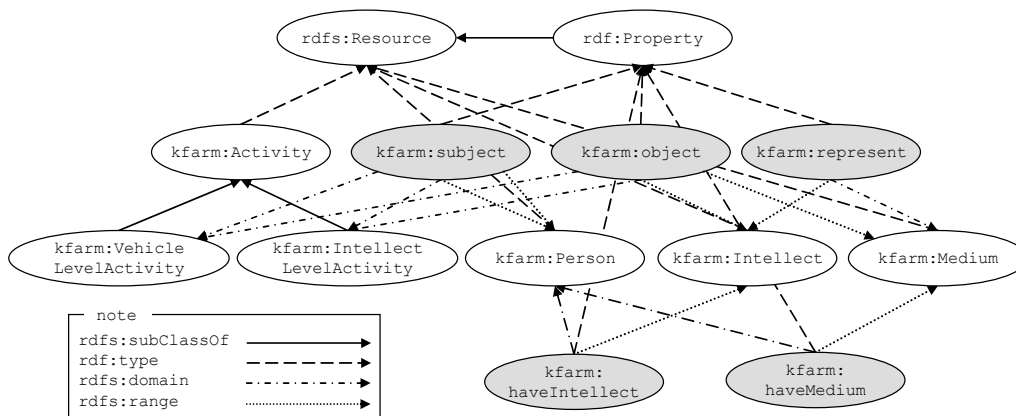 rdfs:Resource
rdf:Property
kfarm:Activity
kfarm:subject
kfarm:object
kfarm:represent
kfarm:Vehicle
LevelActivity
kfarm:Intellect
LevelActivity
kfarm:Person
kfarm:Intellect
kfarm:Medium
note
rdfs:subClassOf
rdf:type
rdfs:domain
rdfs:range
kfarm:
haveIntellect
kfarm:
haveMedium